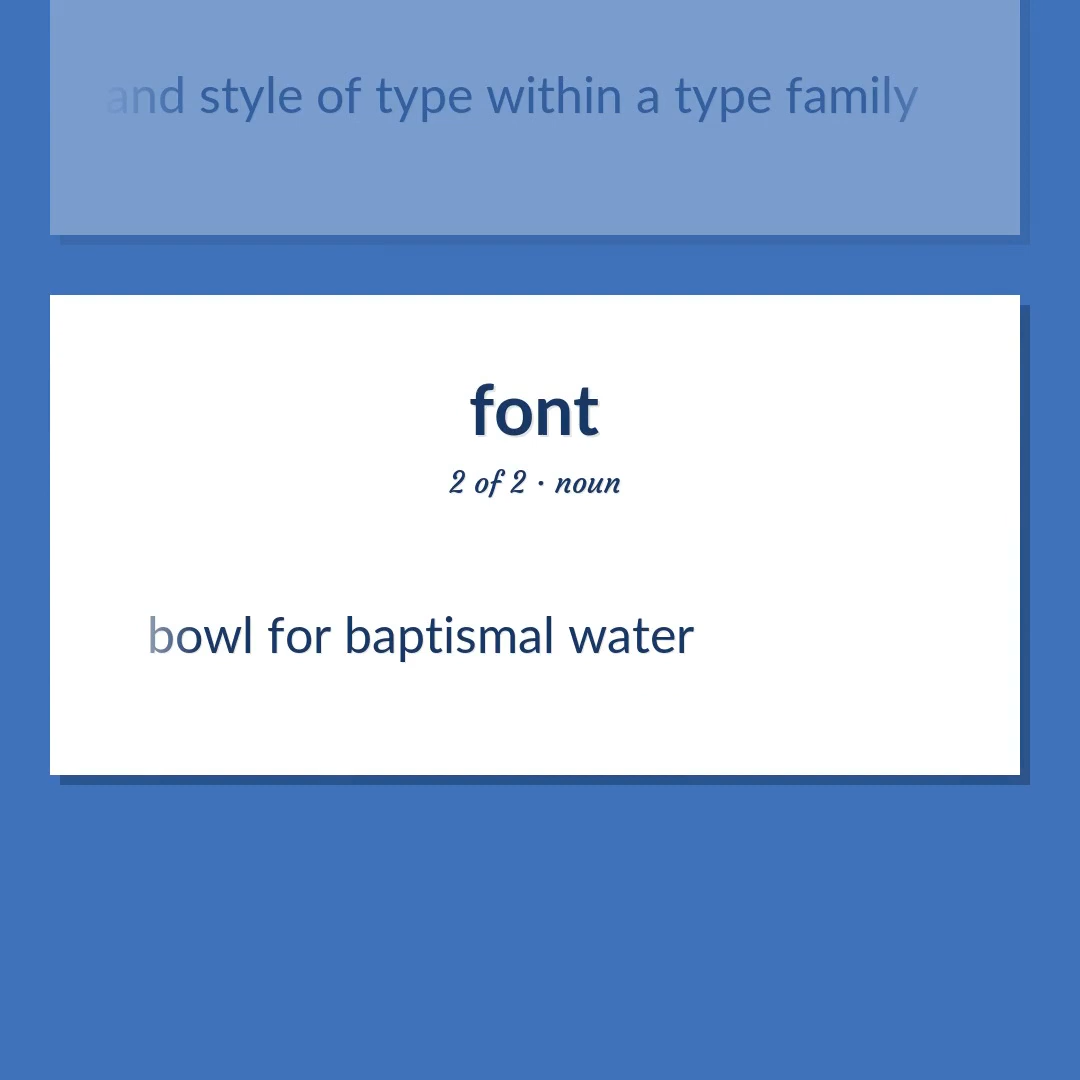 and style of type within a type family
font
2 of 2 · noun
bowl for baptismal water